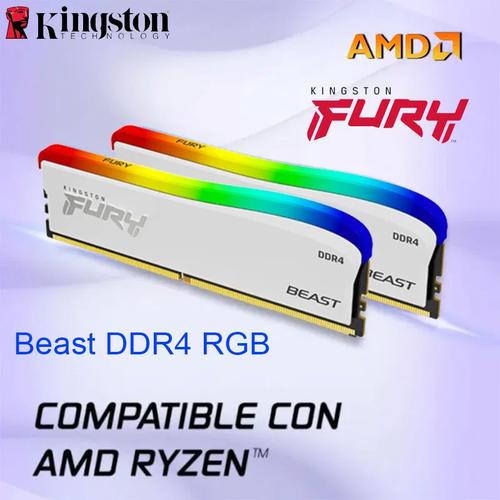 Kingston
TECHNOLOGY
AMD
KINGSTON
FURY
FURY
FURY
KINGSTON
FURY
DDR4
DDR4
BEAST
BEAST
Beast DDR4 RGB
COMPATIBLE CON
AMD RYZEN™